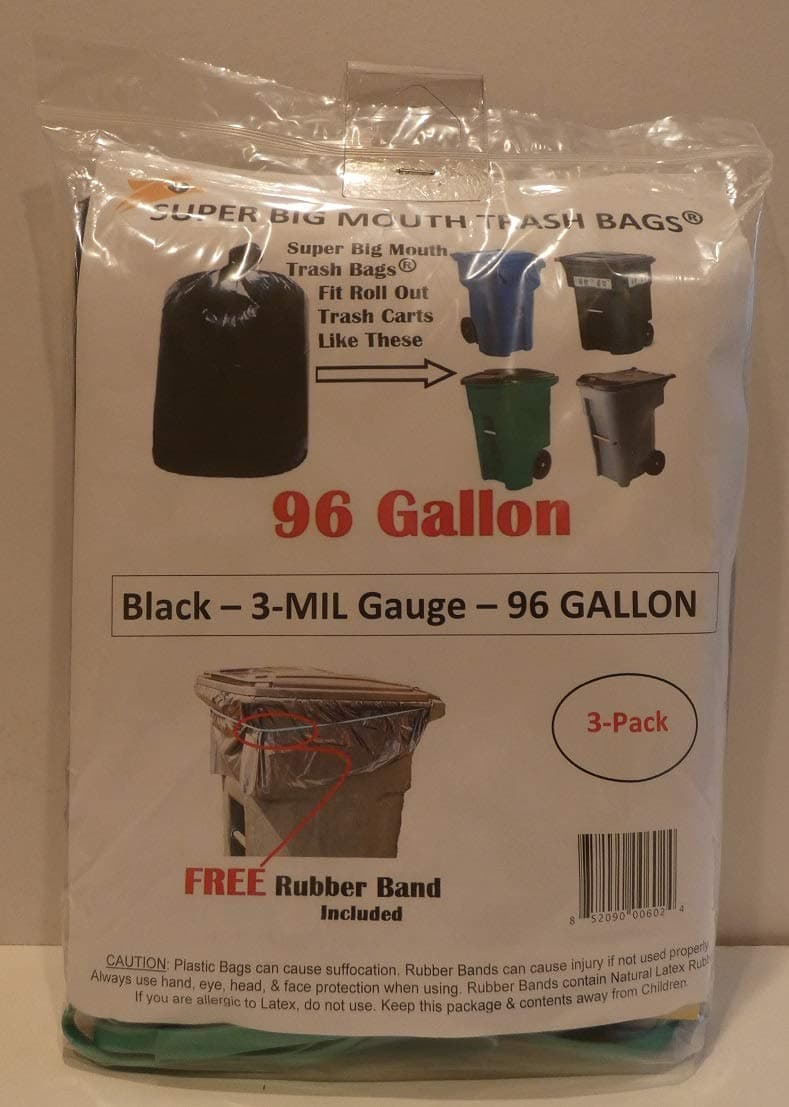 SUPER BIG MOUTH TRASH BAGS®
Super Big Mouth
Trash Bags®
Fit Roll Out
Trash Carts
Like These
96 Gallon
Black – 3-MIL Gauge – 96 GALLON
3-Pack
FREE Rubber Band
Included
8 52090 00602 4
CAUTION: Plastic Bags can cause suffocation. Rubber Bands can cause injury if not used properly
Always use hand, eye, head, & face protection when using. Rubber Bands contain Natural Latex
If you are allergic to Latex, do not use. Keep this package & contents away from Children.